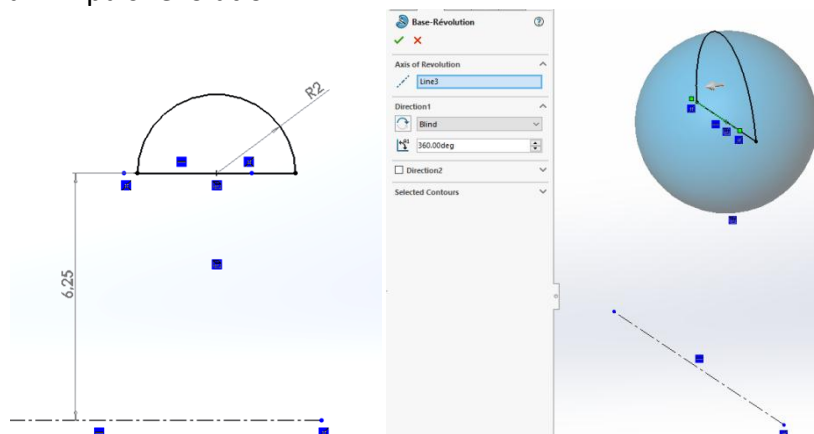 R2
6,25
Base-Révolution
Axis of Revolution
Line3
Direction1
Blind
360.00deg
Direction2
Selected Contours